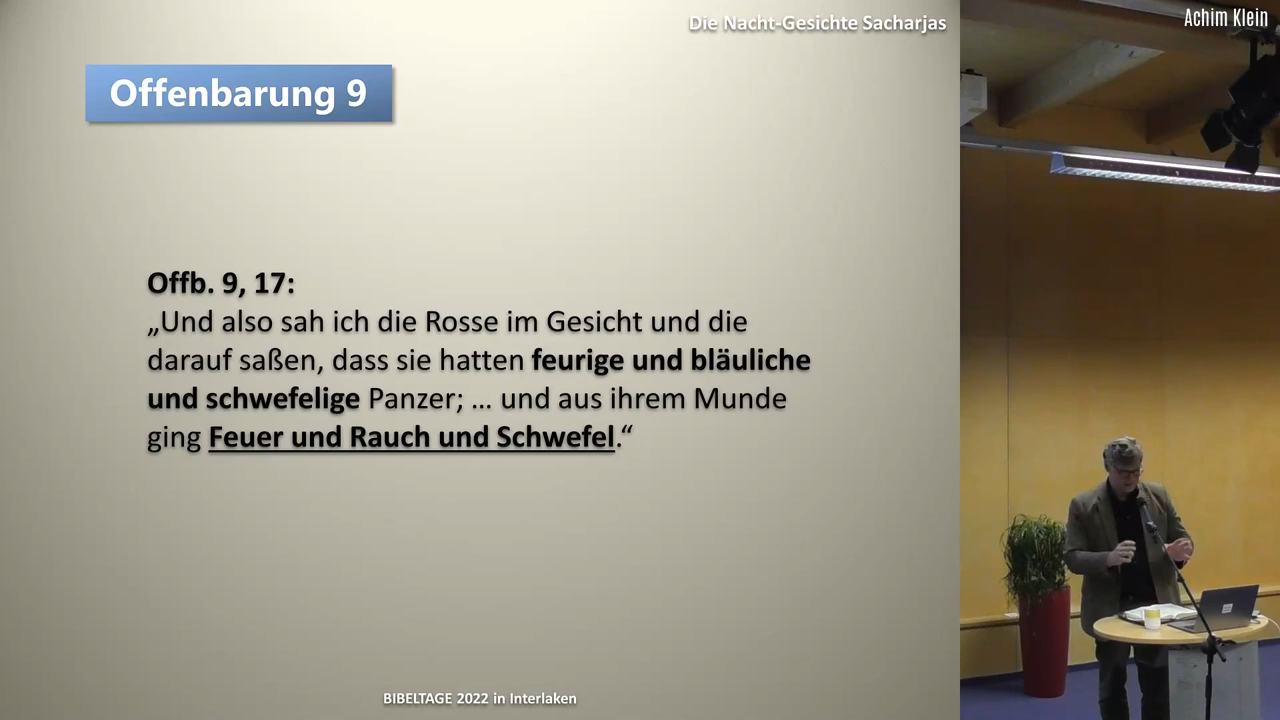 Die Nacht-Gesichte Sacharjas
Achim Klein
Offenbarung 9
Offb. 9, 17:
„Und also sah ich die Rosse im Gesicht und die
darauf saßen, dass sie hatten feurige und bläuliche
und schwefelige Panzer; ... und aus ihrem Munde
ging Feuer und Rauch und Schwefel.“
BIBELTAGE 2022 in Interlaken